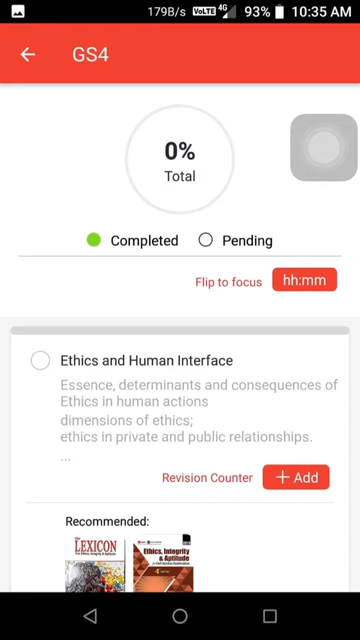 179B/s VoLTE 4G 93% 10:35 AM
GS4
0%
Total
Completed Pending
Flip to focus hh:mm
Ethics and Human Interface
Essence, determinants and consequences of
Ethics in human actions
dimensions of ethics;
ethics in private and public relationships.
...
Revision Counter + Add
Recommended:
LEXICON
Ethics, Integrity
& Aptitude